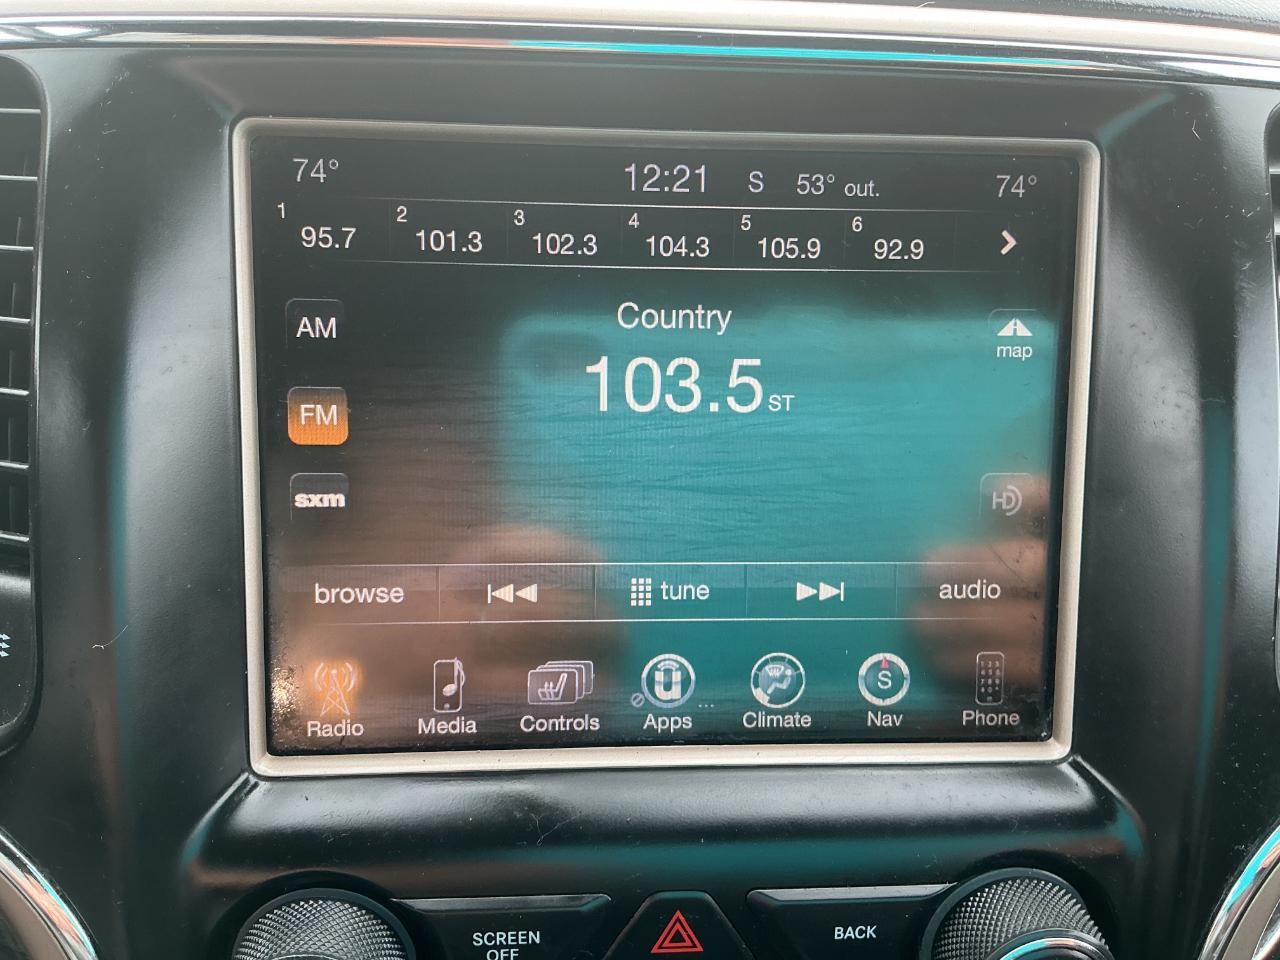 74° 12:21 S 53° out. 74°
1 95.7 2 101.3 3 102.3 4 104.3 5 105.9 6 92.9
AM
Country
map
103.5 ST
FM
sxm
HD
browse tune audio
Radio Media Controls Apps ... Climate S Nav Phone
SCREEN OFF
BACK